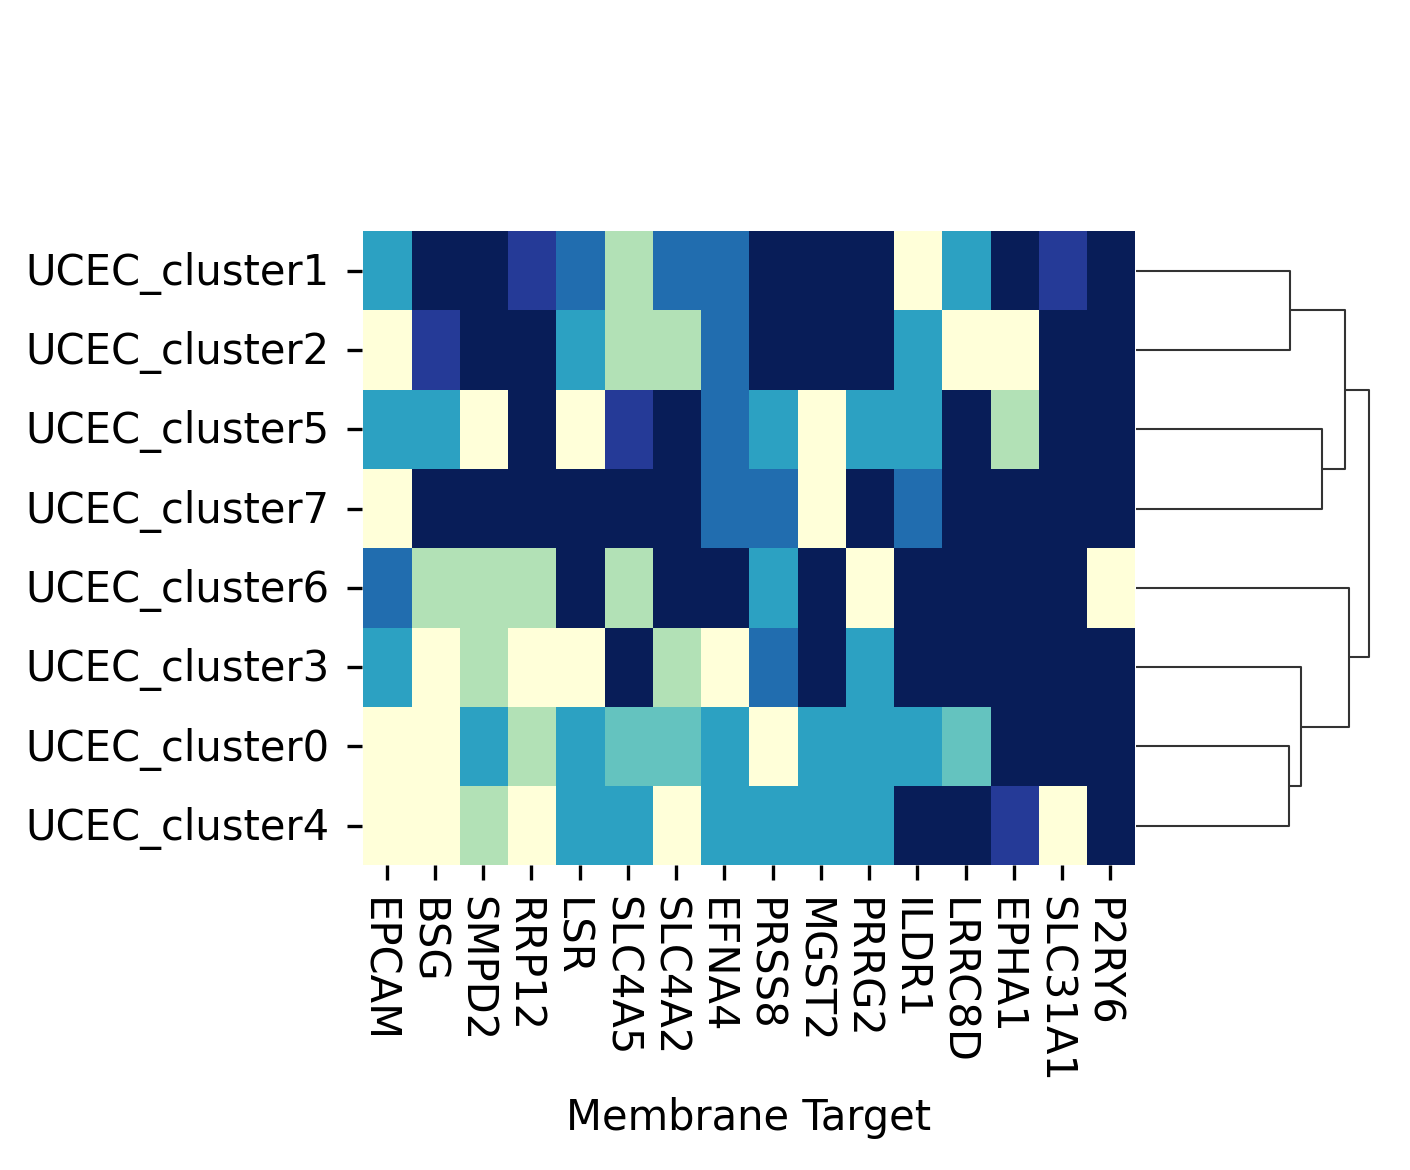 UCEC_cluster1
UCEC_cluster2
UCEC_cluster5
UCEC_cluster7
UCEC_cluster6
UCEC_cluster3
UCEC_cluster0
UCEC_cluster4
EPCAM
BSG
SMPD2
RRP12
LSR
SLC4A5
SLC4A2
EFNA4
PRSS8
MGST2
PRRG2
ILDR1
LRRC8D
EPHA1
SLC31A1
P2RY6
Membrane Target